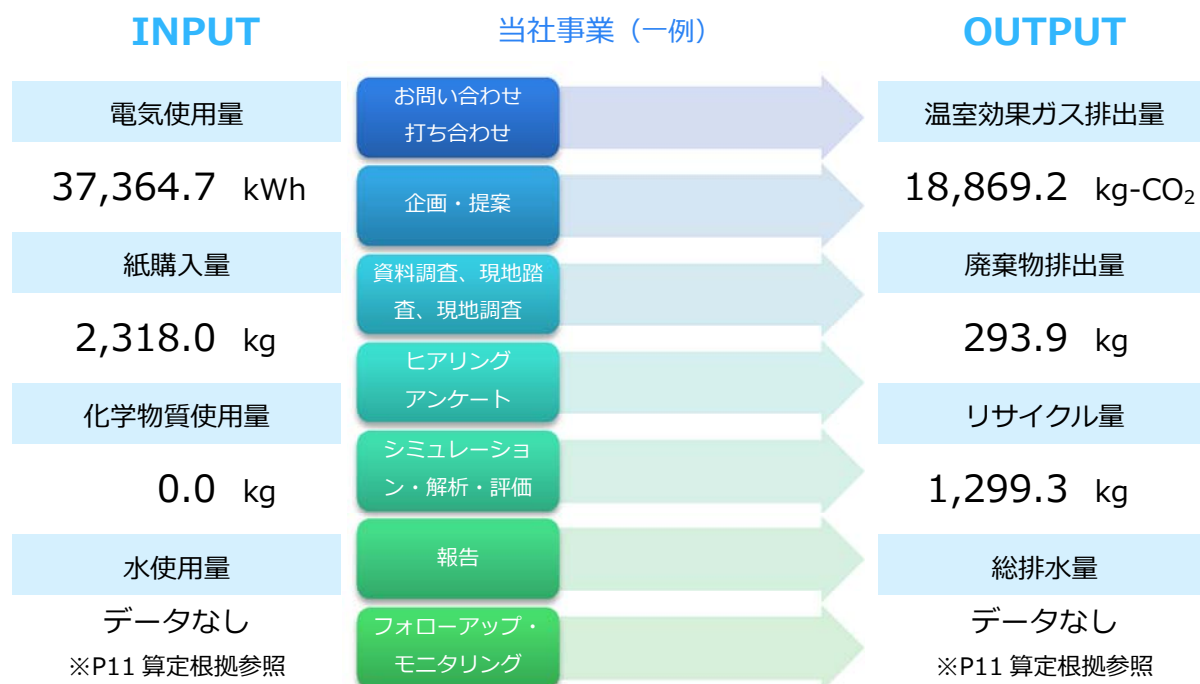 INPUT
電気使用量
37,364.7 kWh
紙購入量
2,318.0 kg
化学物質使用量
0.0 kg
水使用量
データなし
※P11 算定根拠参照
当社事業（一例）
お問い合わせ
打ち合わせ
企画・提案
資料調査、現地踏
査、現地調査
ヒアリング
アンケート
シミュレーショ
ン・解析・評価
報告
フォローアップ・
モニタリング
OUTPUT
温室効果ガス排出量
18,869.2 kg-CO₂
廃棄物排出量
293.9 kg
リサイクル量
1,299.3 kg
総排水量
データなし
※P11 算定根拠参照